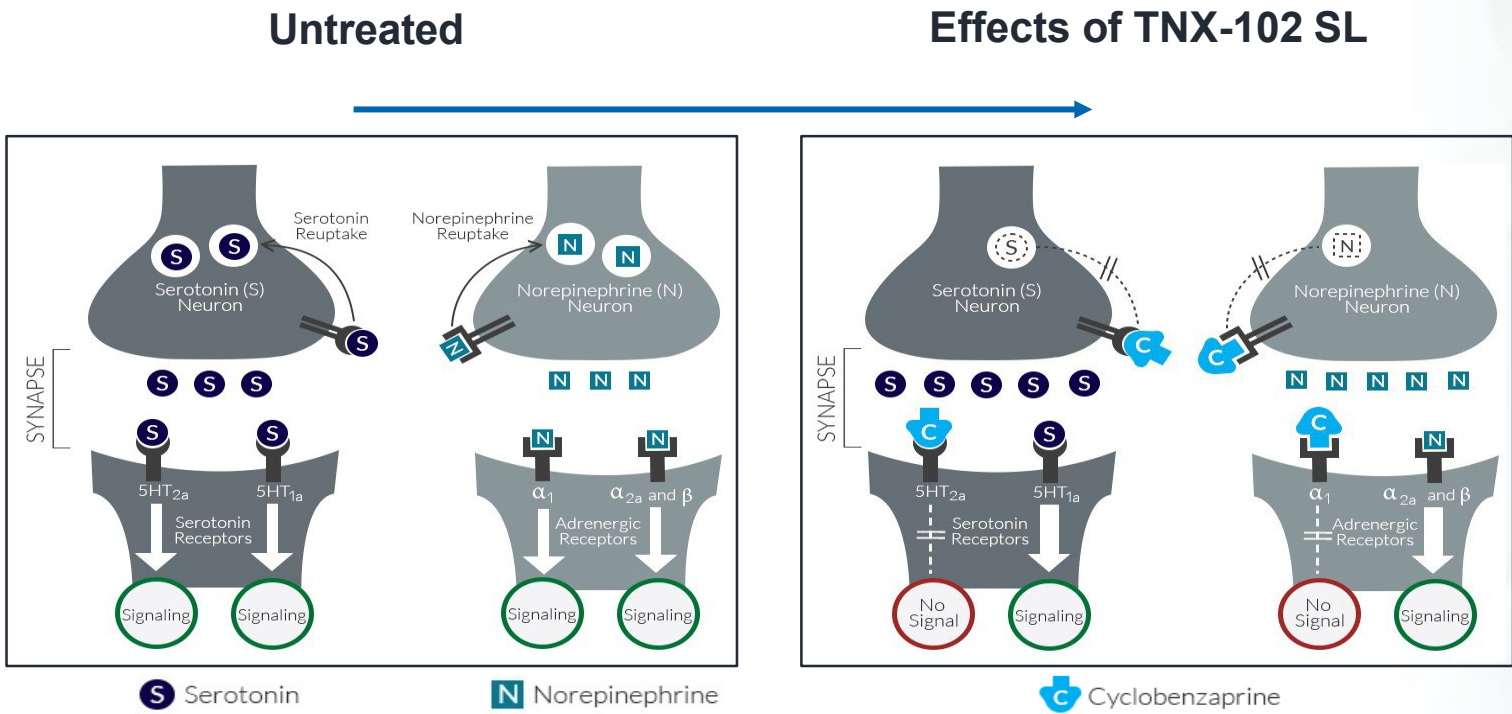 Untreated
Effects of TNX-102 SL
Serotonin
Reuptake
Norepinephrine
Reuptake
S
S
N
N
Serotonin (S)
Neuron
Norepinephrine (N)
Neuron
S
N
SYNAPSE
S S S
N N N
S
S
N
N
5HT2a
5HT1a
α1
α2a and β
Serotonin
Receptors
Adrenergic
Receptors
Signaling
Signaling
Signaling
Signaling
S
N
Serotonin (S)
Neuron
Norepinephrine (N)
Neuron
C
C
SYNAPSE
S S S S S
N N N N N
C
S
C
N
5HT2a
5HT1a
α1
α2a and β
Serotonin
Receptors
Adrenergic
Receptors
No
Signal
Signaling
No
Signal
Signaling
S Serotonin
N Norepinephrine
C Cyclobenzaprine